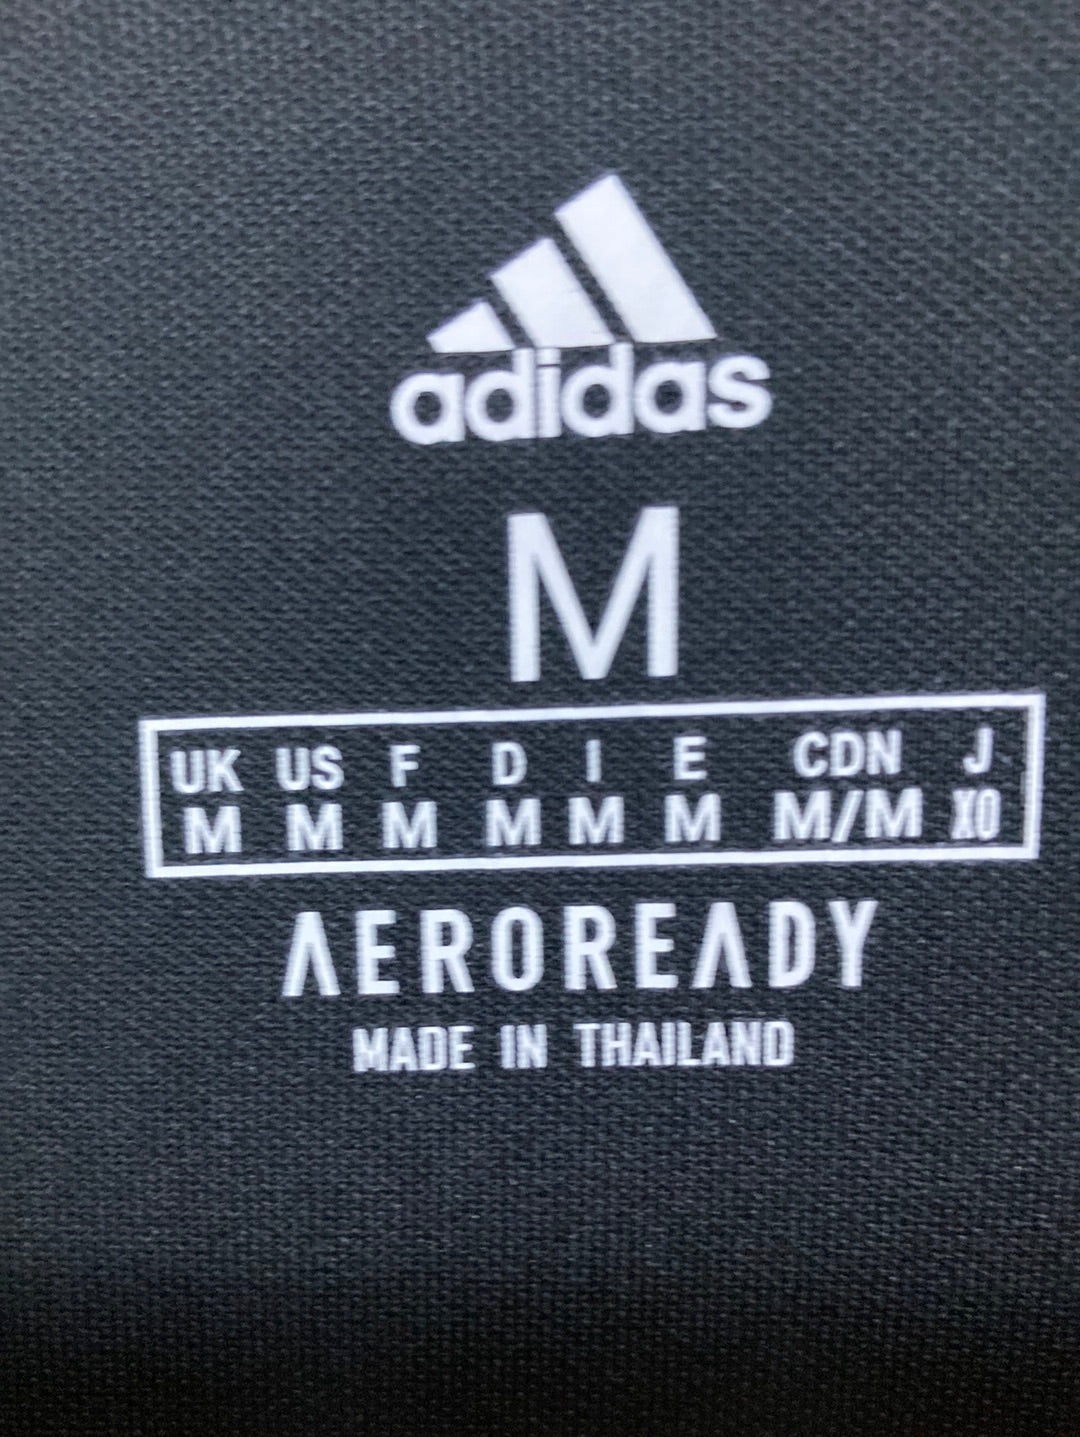 adidas
M
UK US F D I E CDN J
M M M M M M M/M XO
AEROREADY
MADE IN THAILAND